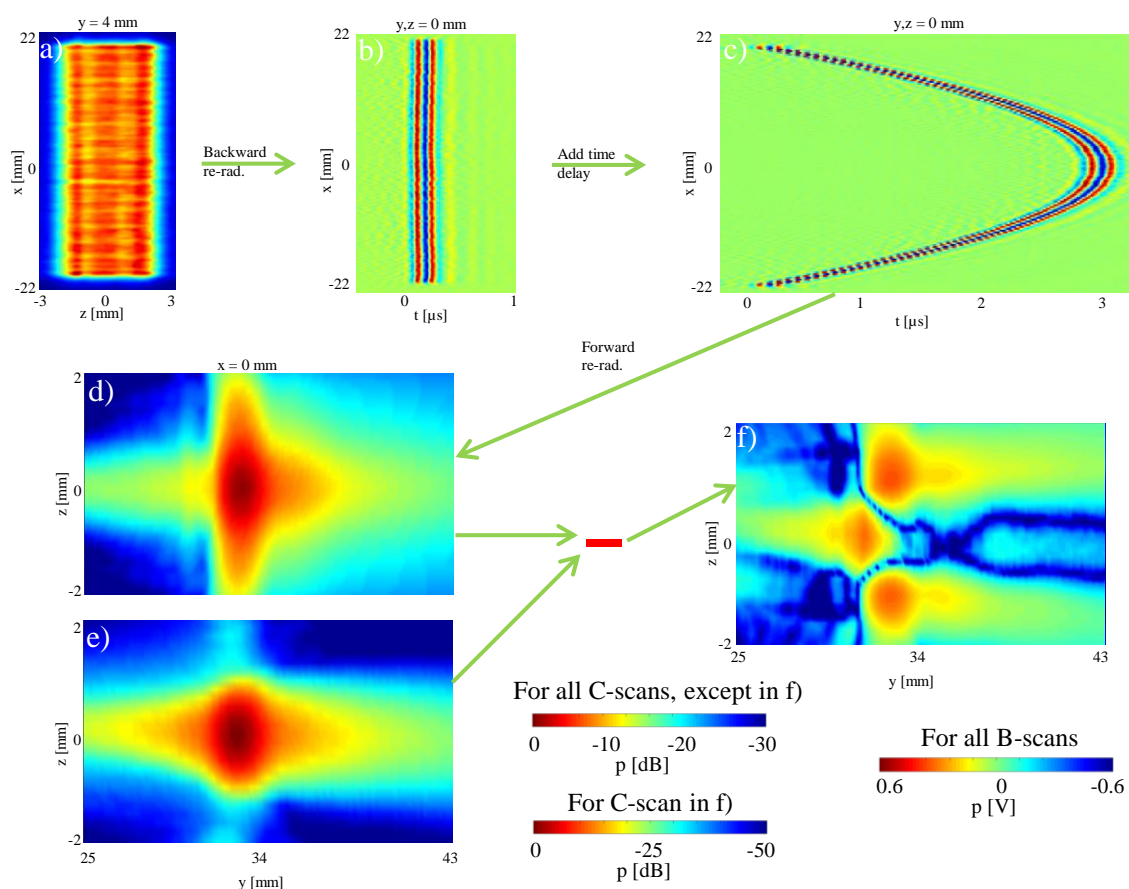 y = 4 mm
a)
22
0
-22
x [mm]
-3
0
3
z [mm]
Backward
re-rad.
y,z = 0 mm
b)
22
0
-22
x [mm]
0
1
t [µs]
Add time
delay
y,z = 0 mm
c)
22
0
-22
x [mm]
0
1
2
3
t [µs]
Forward
re-rad.
x = 0 mm
d)
2
0
-2
z [mm]
e)
2
0
-2
z [mm]
25
34
43
y [mm]
f)
2
0
-2
z [mm]
25
34
43
y [mm]
For all C-scans, except in f)
0
-10
-20
-30
p [dB]
For C-scan in f)
0
-25
-50
p [dB]
For all B-scans
0.6
0
-0.6
p [V]